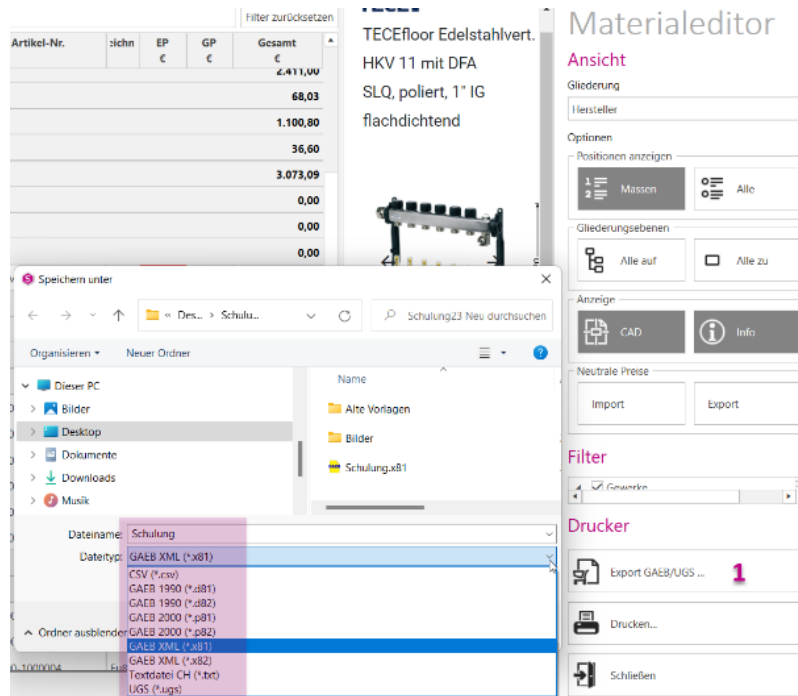 Filter zurücksetzen
Artikel-Nr.
:ichn
EP
€
GP
€
Gesamt
€
2.411,00
68,03
1.100,80
36,60
3.073,09
0,00
0,00
0,00
TECEfloor Edelstahlvert.
HKV 11 mit DFA
SLQ, poliert, 1" IG
flachdichtend
Materialeditor
Ansicht
Gliederung
Hersteller
Optionen
Positionen anzeigen
Massen
Alle
Gliederungsebenen
Alle auf
Alle zu
Anzeige
CAD
Info
Neutrale Preise
Import
Export
Filter
Gewerke
Drucker
Export GAEB/UGS ...
1
Drucken...
Schließen
Speichern unter
« Des... › Schulu...
Schulung23 Neu durchsuchen
Organisieren
Neuer Ordner
Dieser PC
Bilder
Desktop
Dokumente
Downloads
Musik
Name
Alte Vorlagen
Bilder
Schulung.x81
Dateiname: Schulung
Dateityp: GAEB XML (*.x81)
CSV (*.csv)
GAEB 1990 (*.d81)
GAEB 1990 (*.d82)
GAEB 2000 (*.p81)
GAEB 2000 (*.p82)
GAEB XML (*.x81)
GAEB XML (*.x82)
Textdatei CH (*.txt)
UGS (*.ugs)
Ordner ausblenden